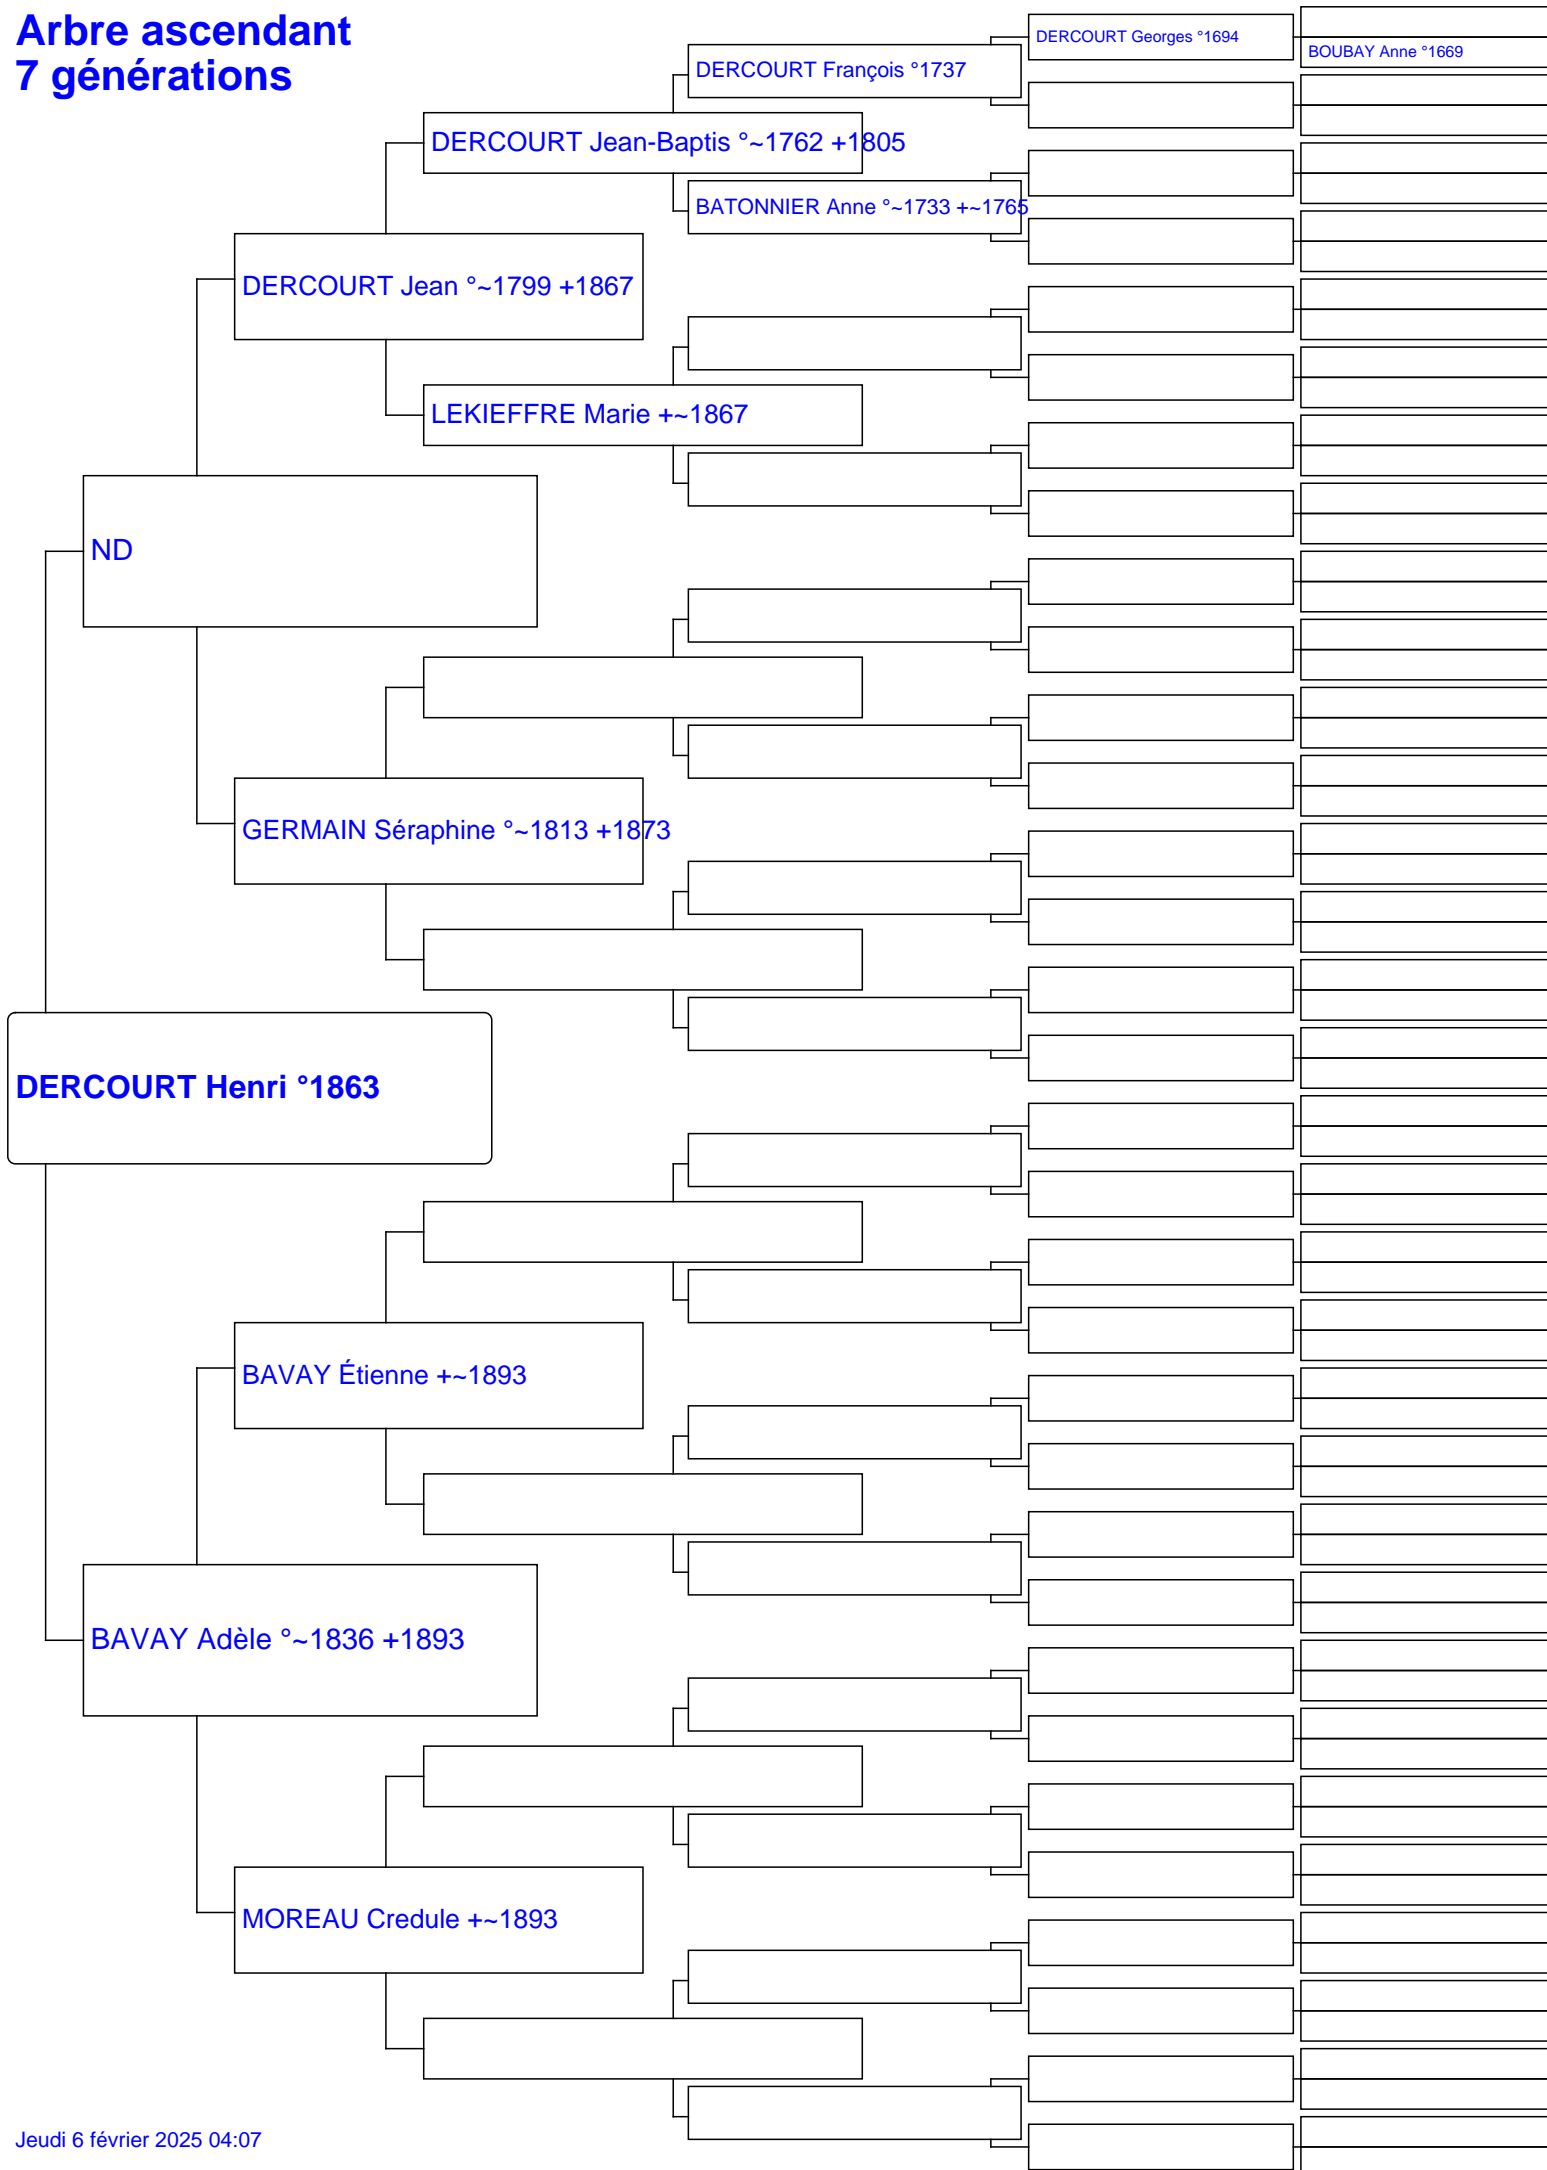 Arbre ascendant
7 générations
DERCOURT Georges °1694
BOUBAY Anne °1669
DERCOURT François °1737
DERCOURT Jean-Baptis °~1762 +1805
BATONNIER Anne °~1733 +~1765
DERCOURT Jean °~1799 +1867
LEKIEFFRE Marie +~1867
ND
GERMAIN Séraphine °~1813 +1873
DERCOURT Henri °1863
BAVAY Étienne +~1893
BAVAY Adèle °~1836 +1893
MOREAU Credule +~1893
Jeudi 6 février 2025 04:07